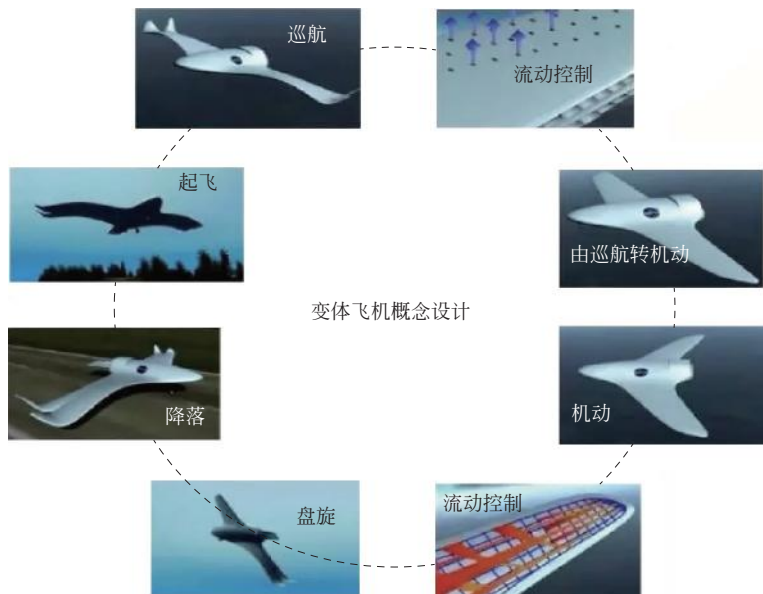 巡航
流动控制
起飞
由巡航转机动
变体飞机概念设计
降落
机动
盘旋
流动控制